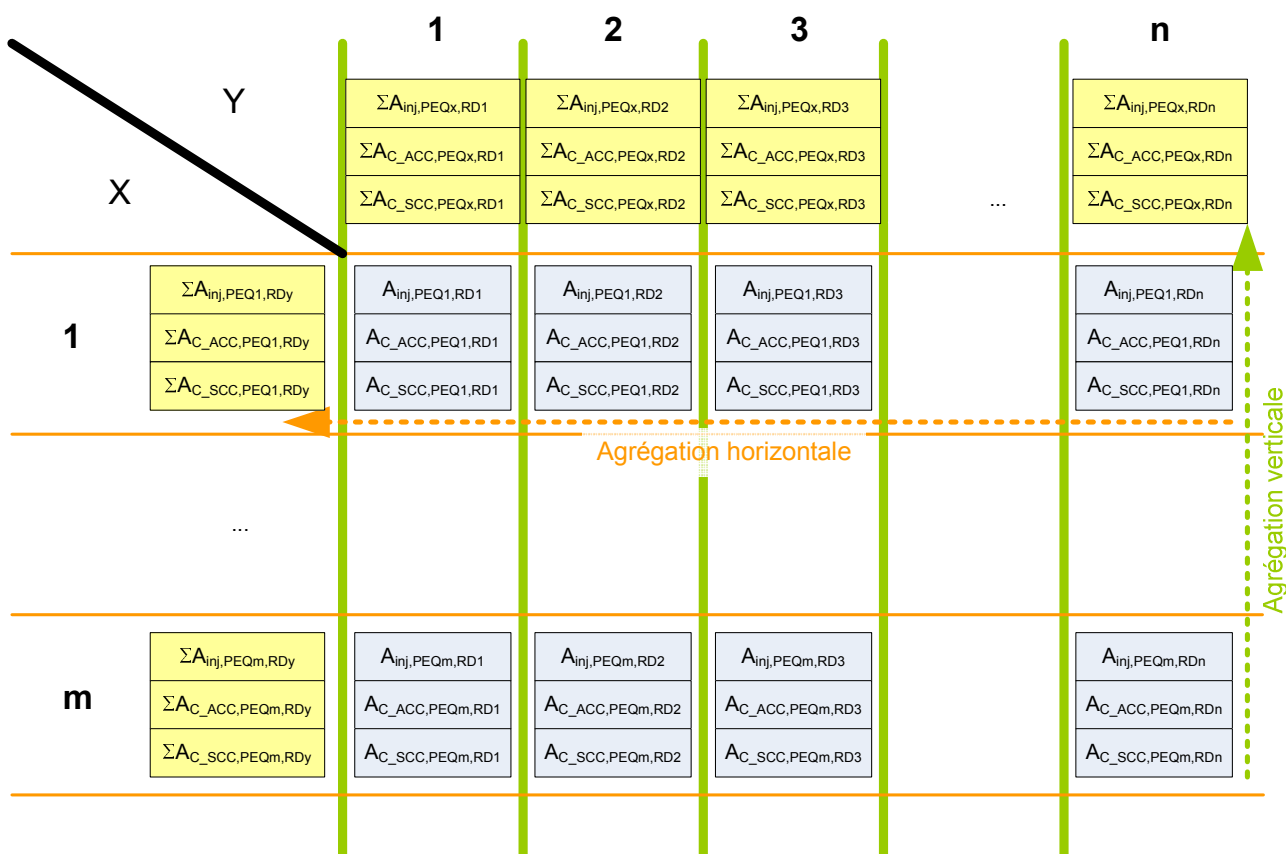 1 2 3 n
Y
X
ΣAinj,PEQx,RD1 ΣAinj,PEQx,RD2 ΣAinj,PEQx,RD3 ΣAinj,PEQx,RDn
ΣAC_ACC,PEQx,RD1 ΣAC_ACC,PEQx,RD2 ΣAC_ACC,PEQx,RD3 ΣAC_ACC,PEQx,RDn
ΣAC_SCC,PEQx,RD1 ΣAC_SCC,PEQx,RD2 ΣAC_SCC,PEQx,RD3 ... ΣAC_SCC,PEQx,RDn
ΣAinj,PEQ1,RDy Ainj,PEQ1,RD1 Ainj,PEQ1,RD2 Ainj,PEQ1,RD3 Ainj,PEQ1,RDn
1 ΣAC_ACC,PEQ1,RDy AC_ACC,PEQ1,RD1 AC_ACC,PEQ1,RD2 AC_ACC,PEQ1,RD3 AC_ACC,PEQ1,RDn
ΣAC_SCC,PEQ1,RDy AC_SCC,PEQ1,RD1 AC_SCC,PEQ1,RD2 AC_SCC,PEQ1,RD3 AC_SCC,PEQ1,RDn
Agrégation horizontale
Agrégation verticale
...
ΣAinj,PEQm,RDy Ainj,PEQm,RD1 Ainj,PEQm,RD2 Ainj,PEQm,RD3 Ainj,PEQm,RDn
m ΣAC_ACC,PEQm,RDy AC_ACC,PEQm,RD1 AC_ACC,PEQm,RD2 AC_ACC,PEQm,RD3 AC_ACC,PEQm,RDn
ΣAC_SCC,PEQm,RDy AC_SCC,PEQm,RD1 AC_SCC,PEQm,RD2 AC_SCC,PEQm,RD3 AC_SCC,PEQm,RDn